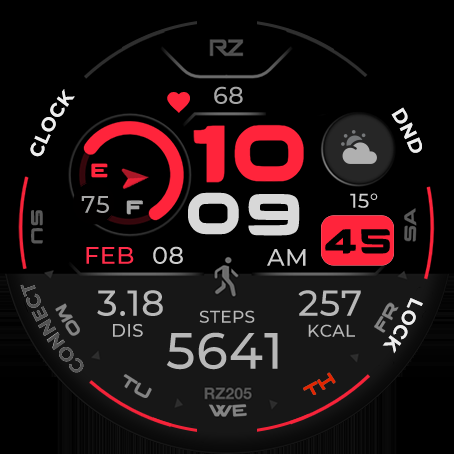 RZ
CLOCK
68
DND
10
E
75
F
09
15°
45
SU
SA
FEB 08
AM
CONNECT
MO
3.18
DIS
STEPS
5641
257
KCAL
FR
LOCK
TU
RZ205
WE
TH